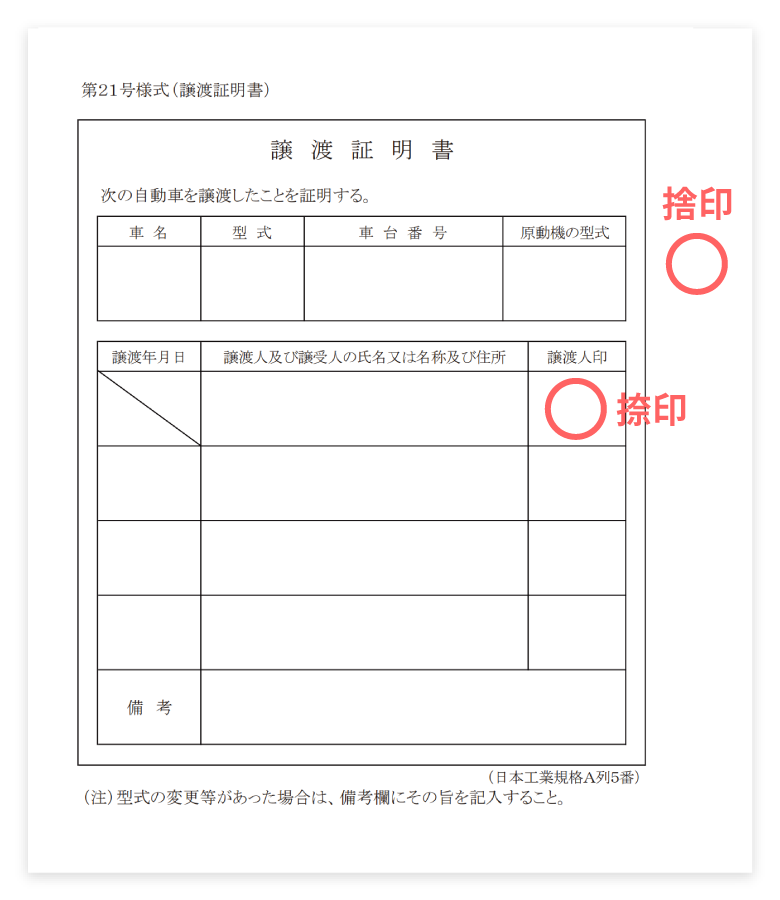 第21号様式（譲渡証明書）
譲 渡 証 明 書
次の自動車を譲渡したことを証明する。
捨印
車 名 型 式 車 台 番 号 原動機の型式
譲渡年月日 譲渡人及び譲受人の氏名又は名称及び住所 譲渡人印
捺印
備 考
（日本工業規格A列5番）
（注）型式の変更等があった場合は、備考欄にその旨を記入すること。